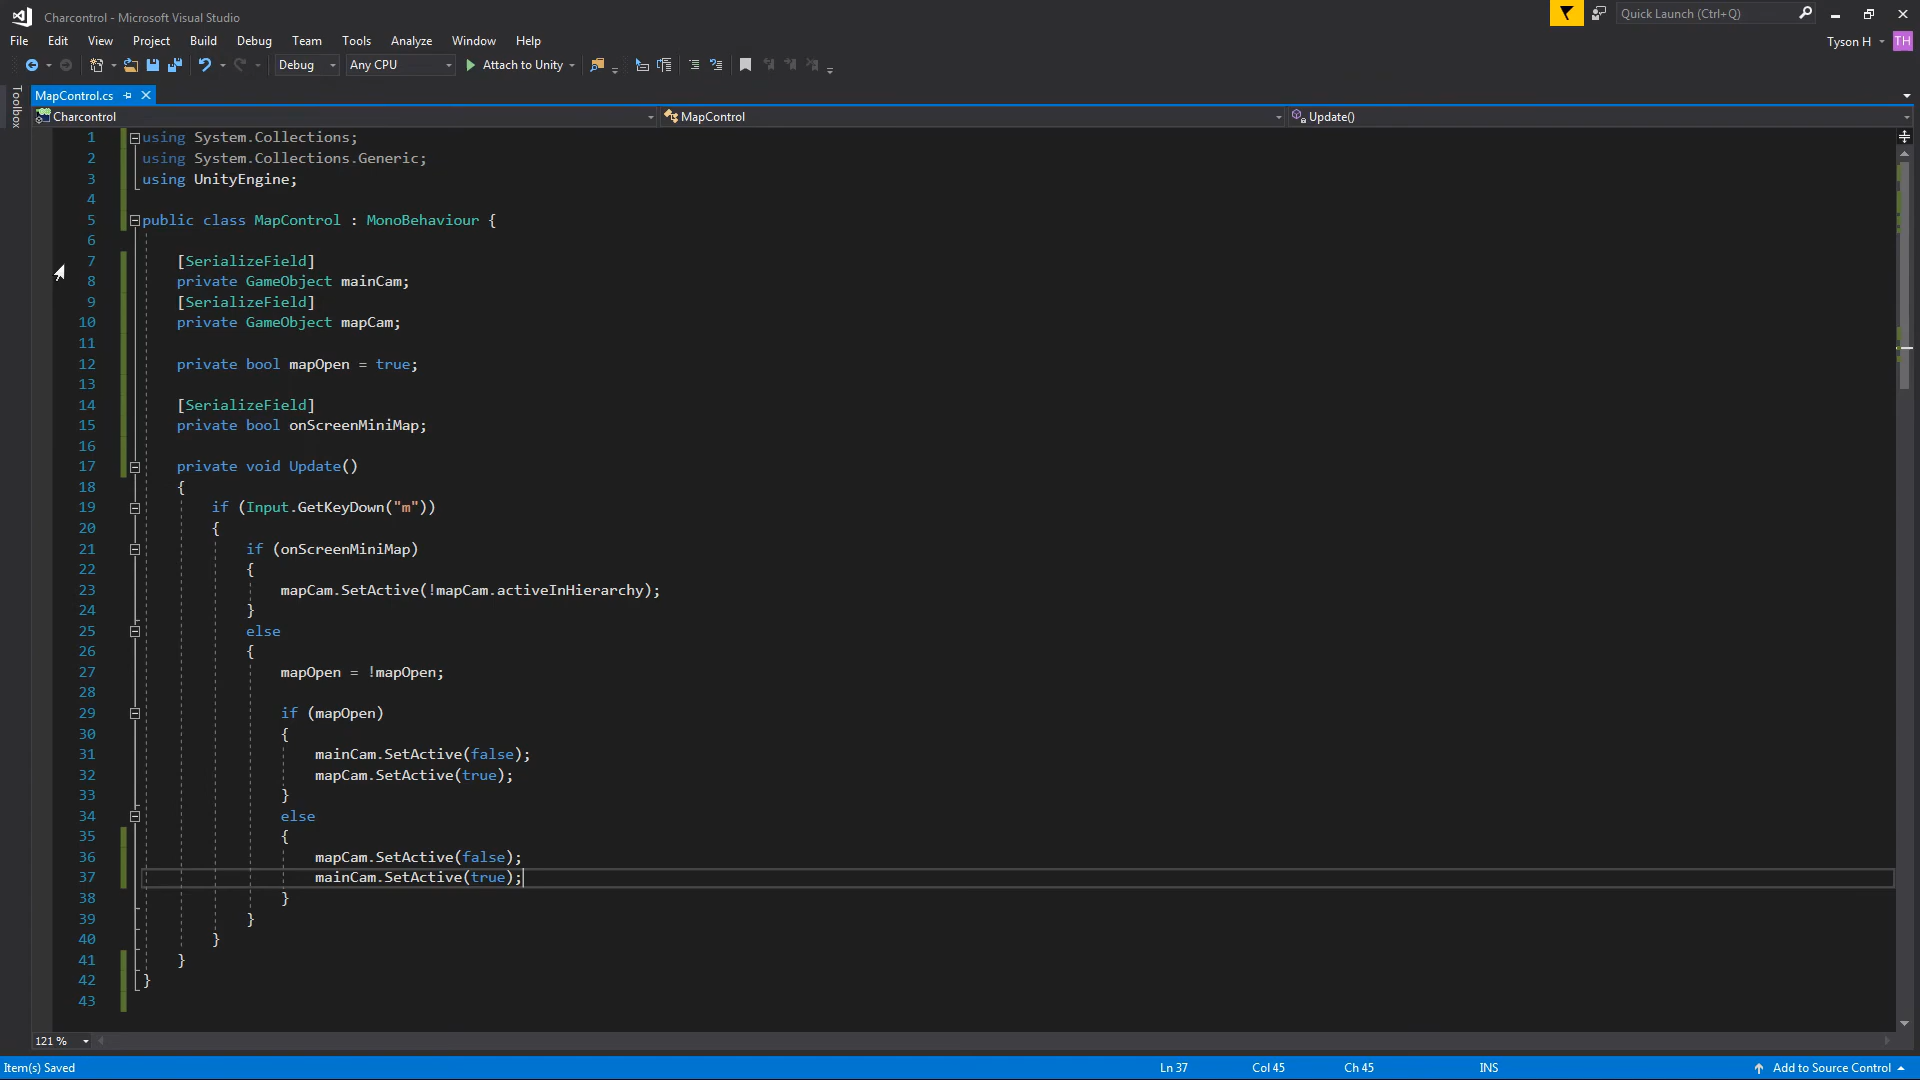 Charcontrol - Microsoft Visual Studio
Quick Launch (Ctrl+Q)
File Edit View Project Build Debug Team Tools Analyze Window Help
Tyson H TH
Debug Any CPU Attach to Unity
Toolbox
MapControl.cs
Charcontrol MapControl Update()
1 using System.Collections;
2 using System.Collections.Generic;
3 using UnityEngine;
4
5 public class MapControl : MonoBehaviour {
6
7 [SerializeField]
8 private GameObject mainCam;
9 [SerializeField]
10 private GameObject mapCam;
11
12 private bool mapOpen = true;
13
14 [SerializeField]
15 private bool onScreenMiniMap;
16
17 private void Update()
18 {
19 if (Input.GetKeyDown("m"))
20 {
21 if (onScreenMiniMap)
22 {
23 mapCam.SetActive(!mapCam.activeInHierarchy);
24 }
25 else
26 {
27 mapOpen = !mapOpen;
28
29 if (mapOpen)
30 {
31 mainCam.SetActive(false);
32 mapCam.SetActive(true);
33 }
34 else
35 {
36 mapCam.SetActive(false);
37 mainCam.SetActive(true);
38 }
39 }
40 }
41 }
42 }
43
121 %
Item(s) Saved Ln 37 Col 45 Ch 45 INS Add to Source Control